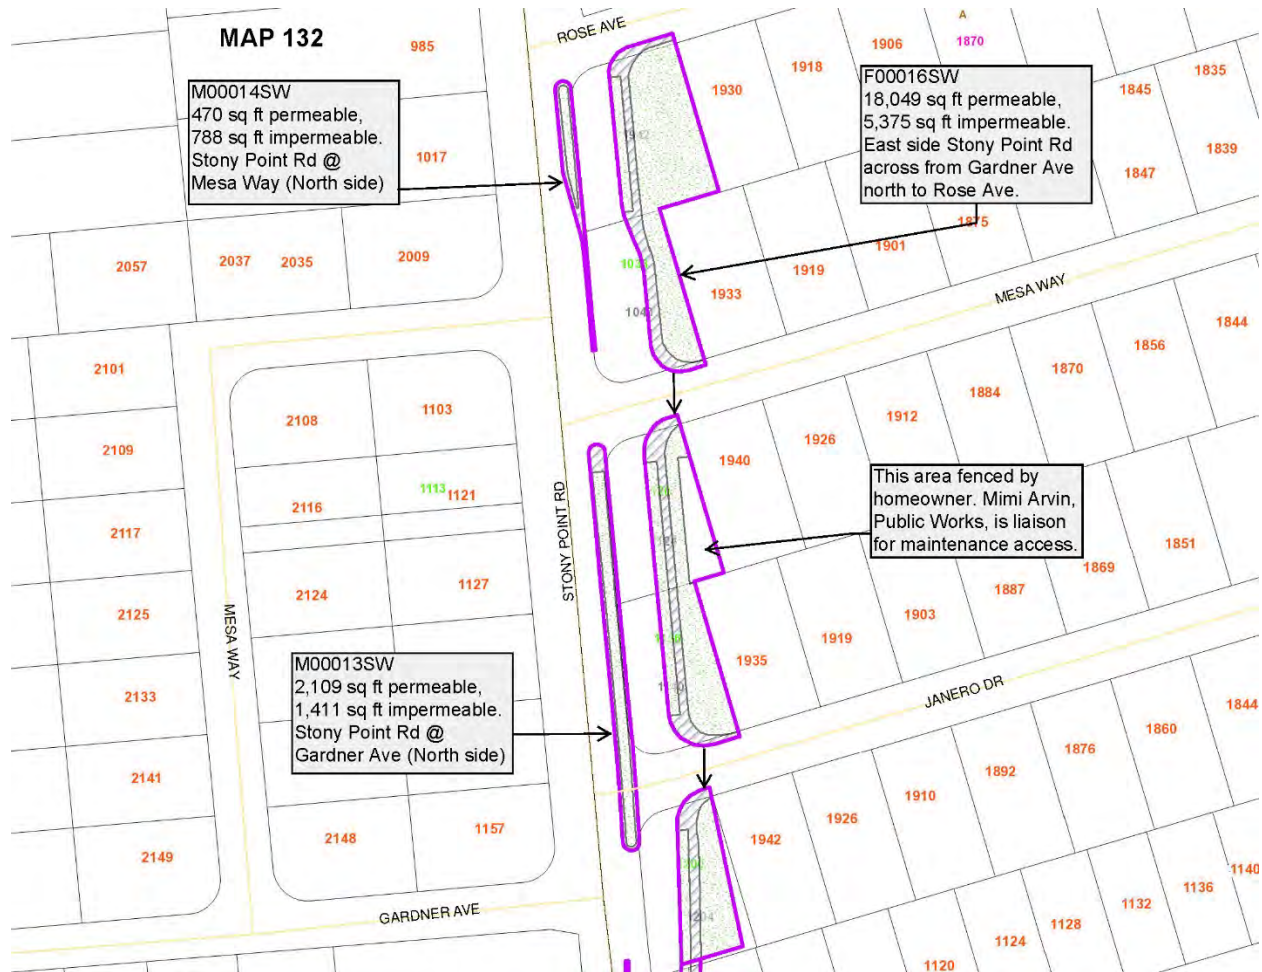 MAP 132
ROSE AVE
985
1906
A
1870
1918
1930
1835
1845
M00014SW
470 sq ft permeable,
788 sq ft impermeable.
Stony Point Rd @
Mesa Way (North side)
F00016SW
18,049 sq ft permeable,
5,375 sq ft impermeable.
East side Stony Point Rd
across from Gardner Ave
north to Rose Ave.
1017
1839
1847
1875
1901
1919
1933
2057
2037
2035
2009
MESA WAY
1844
1856
1870
1884
1912
1926
1940
2101
2108
1103
2109
2116
1113
1121
2117
STONY POINT RD
This area fenced by
homeowner. Mimi Arvin,
Public Works, is liaison
for maintenance access.
1851
1869
1887
1903
1919
1935
2124
1127
2125
MESA WAY
M00013SW
2,109 sq ft permeable,
1,411 sq ft impermeable.
Stony Point Rd @
Gardner Ave (North side)
2133
JANERO DR
1844
1860
1876
1892
1910
1926
1942
2141
2148
1157
2149
GARDNER AVE
1204
1140
1136
1132
1128
1124
1120